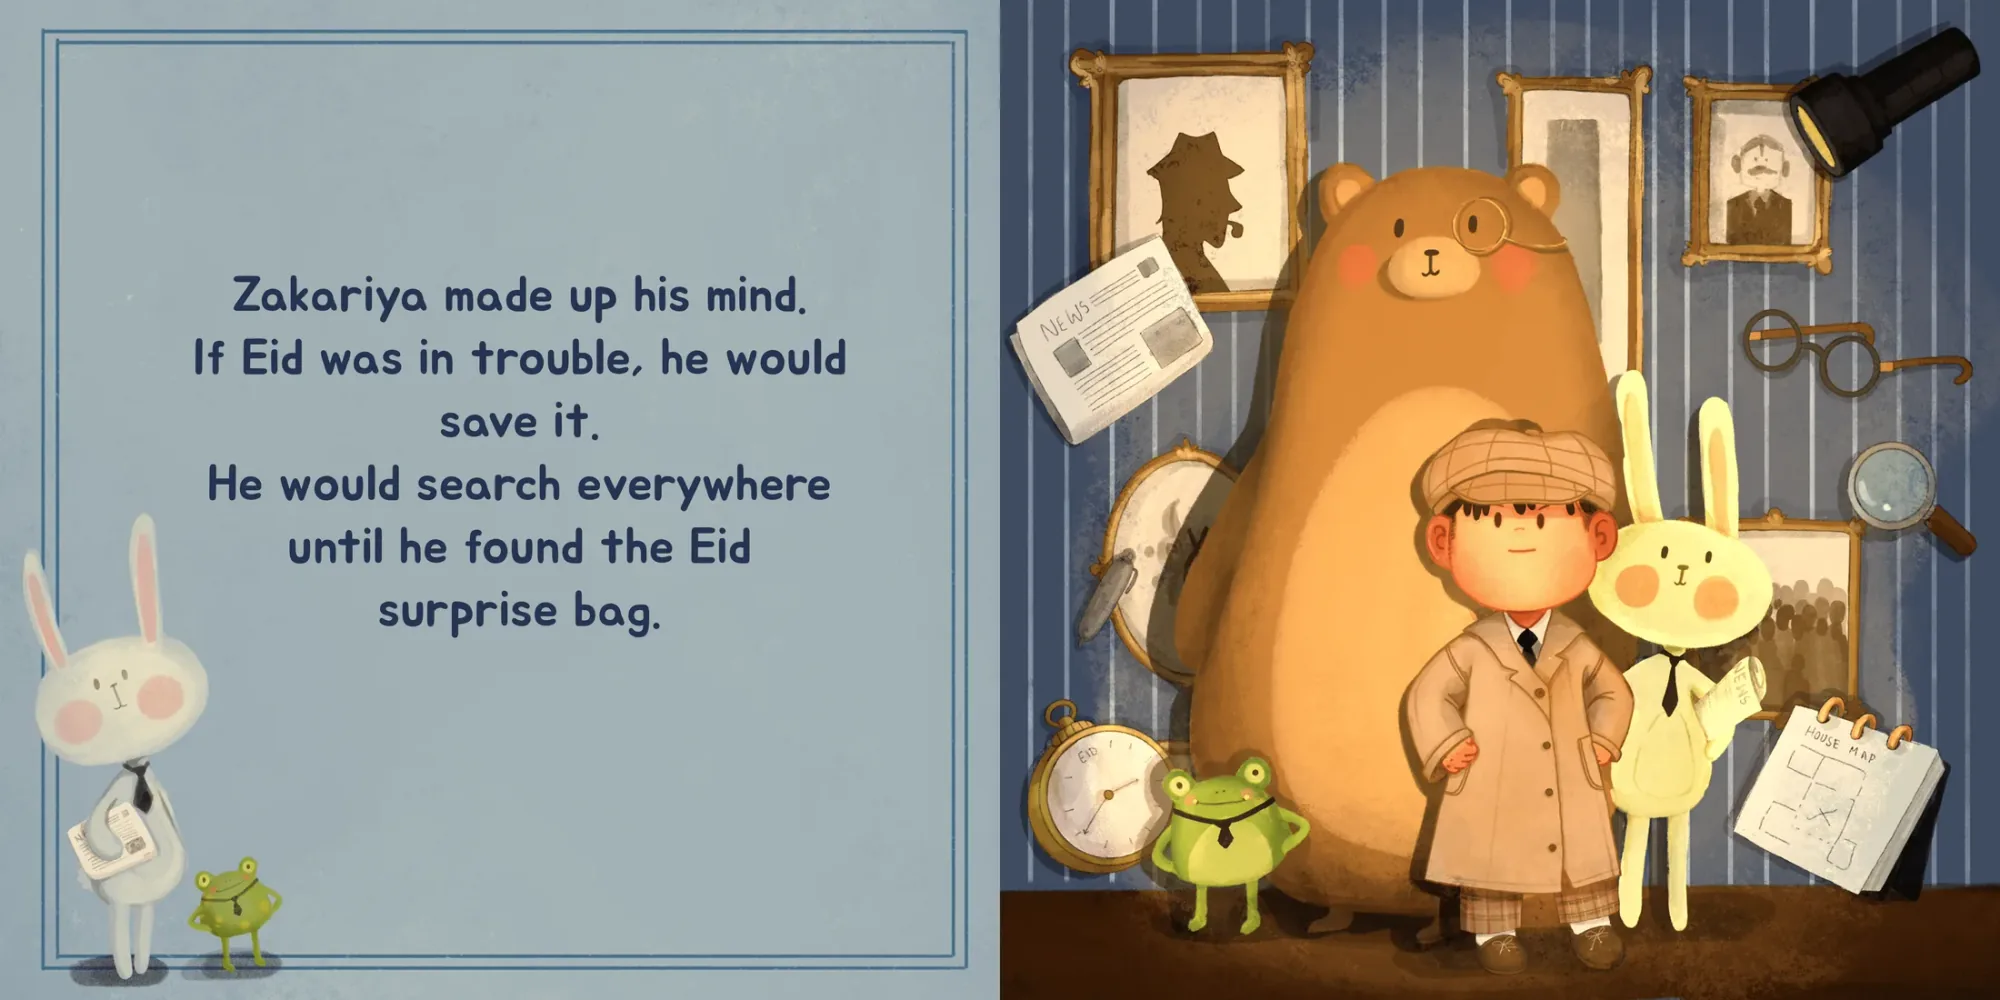 Zakariya made up his mind.
If Eid was in trouble, he would
save it.
He would search everywhere
until he found the Eid
surprise bag.
NEWS
EID
NEWS
HOUSE MAP